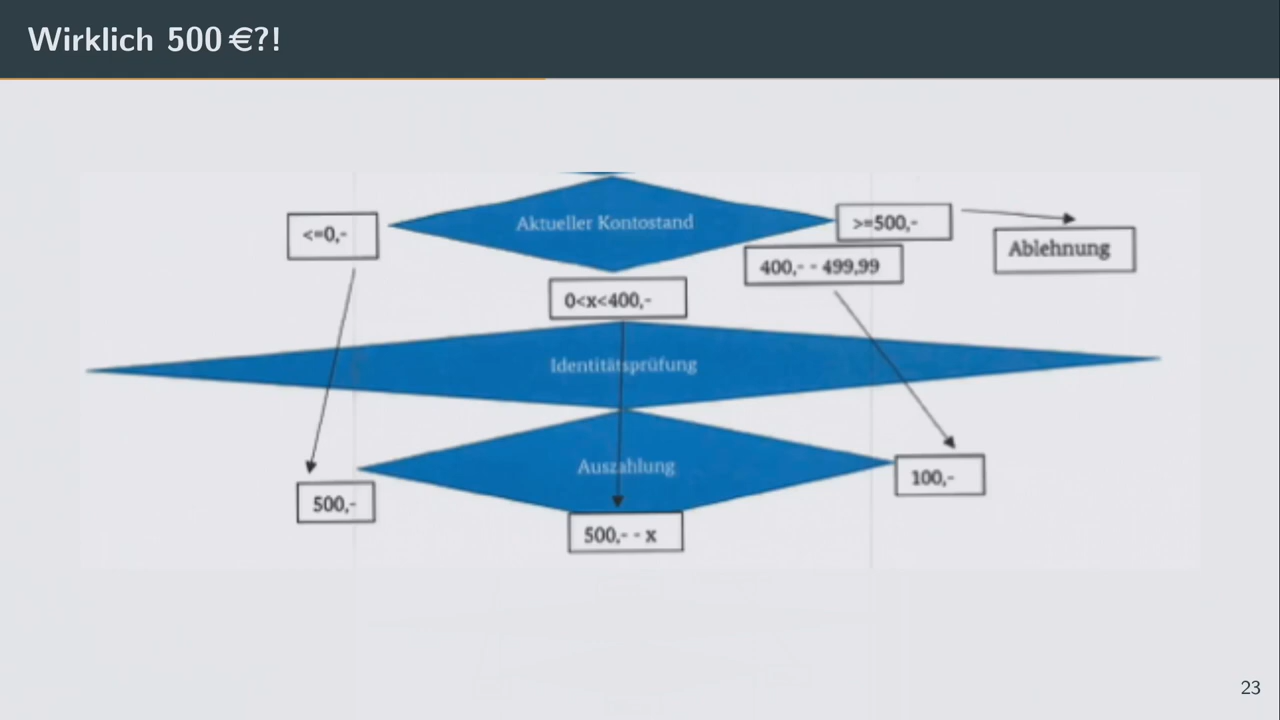 Wirklich 500 €?!
Aktueller Kontostand
<=0,-
>=500,-
Ablehnung
400,- - 499,99
0<x<400,-
Identitätsprüfung
Auszahlung
500,-
100,-
500,- - x
23